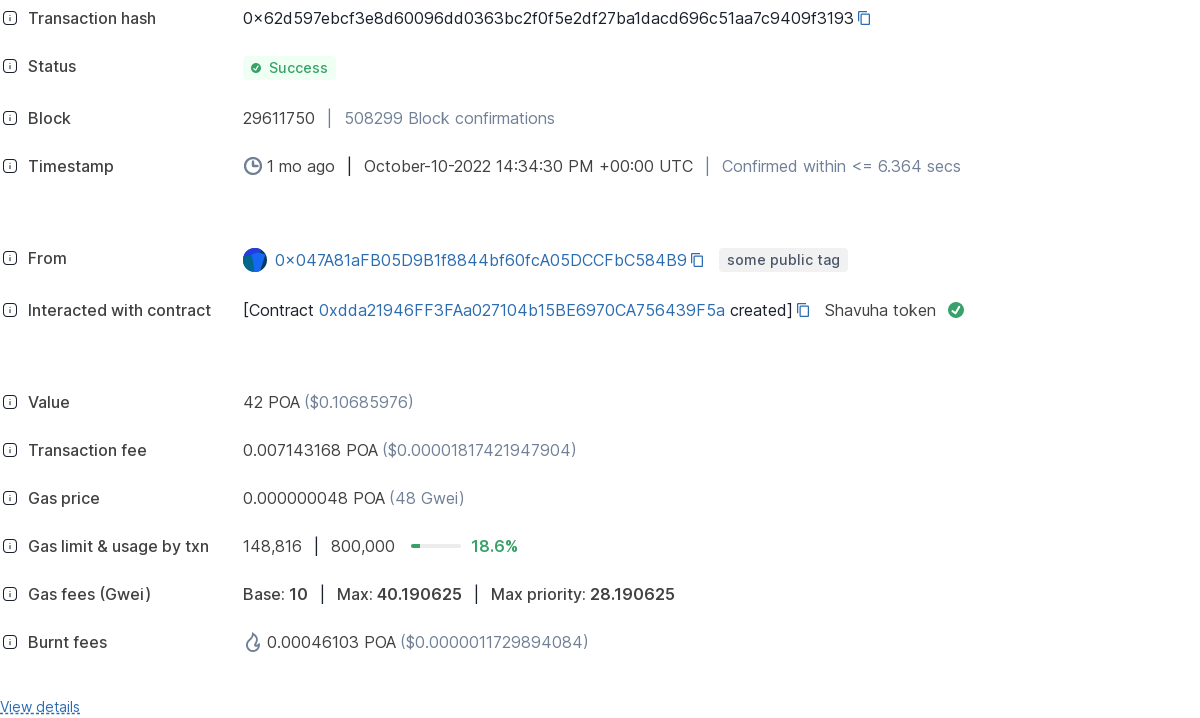 Transaction hash 0x62d597ebcf3e8d60096dd0363bc2f0f5e2df27ba1dacd696c51aa7c9409f3193
Status Success
Block 29611750 | 508299 Block confirmations
Timestamp 1 mo ago | October-10-2022 14:34:30 PM +00:00 UTC | Confirmed within <= 6.364 secs
From 0x047A81aFB05D9B1f8844bf60fcA05DCCFbC584B9 some public tag
Interacted with contract [Contract 0xdda21946FF3FAa027104b15BE6970CA756439F5a created] Shavuha token
Value 42 POA ($0.10685976)
Transaction fee 0.007143168 POA ($0.00001817421947904)
Gas price 0.000000048 POA (48 Gwei)
Gas limit & usage by txn 148,816 | 800,000 18.6%
Gas fees (Gwei) Base: 10 | Max: 40.190625 | Max priority: 28.190625
Burnt fees 0.00046103 POA ($0.0000011729894084)
View details